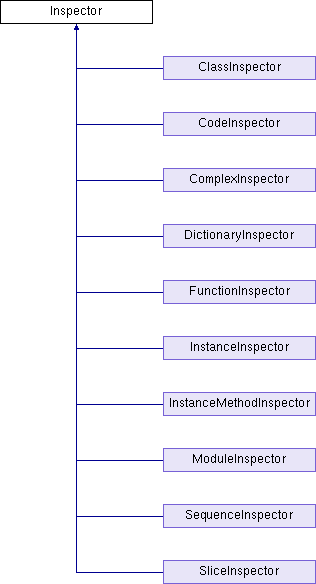 Inspector
ClassInspector
CodeInspector
ComplexInspector
DictionaryInspector
FunctionInspector
InstanceInspector
InstanceMethodInspector
ModuleInspector
SequenceInspector
SliceInspector